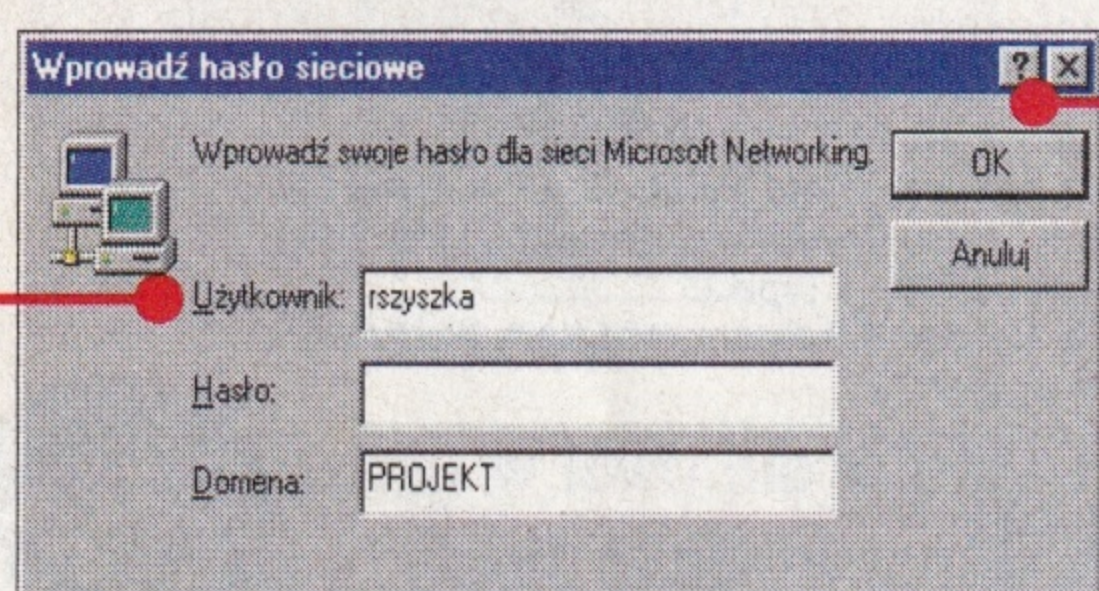 Wprowadź hasło sieciowe
Wprowadź swoje hasło dla sieci Microsoft Networking.
OK
Anuluj
Użytkownik: rszyszka
Hasło:
Domena: PROJEKT